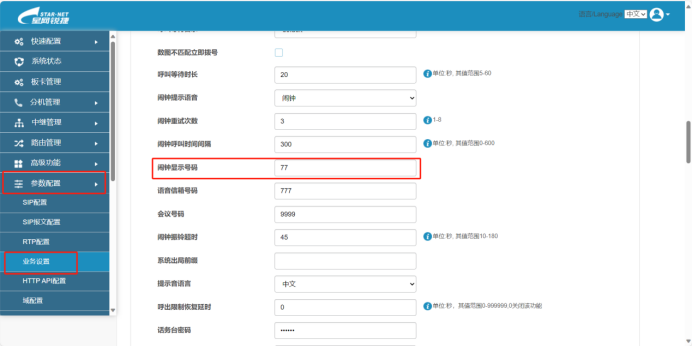 STAR-NET
星网锐捷
语言/Language 中文
快速配置
系统状态
板卡管理
分机管理
中继管理
路由管理
高级功能
参数配置
SIP配置
SIP报文配置
RTP配置
业务设置
HTTP API配置
域配置
数图不匹配立即拨号
呼叫等待时长 20 单位:秒, 其值范围5-60
闹钟提示语音 闹钟
闹钟重试次数 3 1-8
闹钟呼叫时间间隔 300 单位:秒, 其值范围0-600
闹钟显示号码 77
语音信箱号码 777
会议号码 9999
闹钟振铃超时 45 单位:秒, 其值范围10-180
系统出局前缀
提示音语言 中文
呼出限制恢复延时 0 单位:秒, 其值范围0-999999,0关闭该功能
话务台密码 ••••••